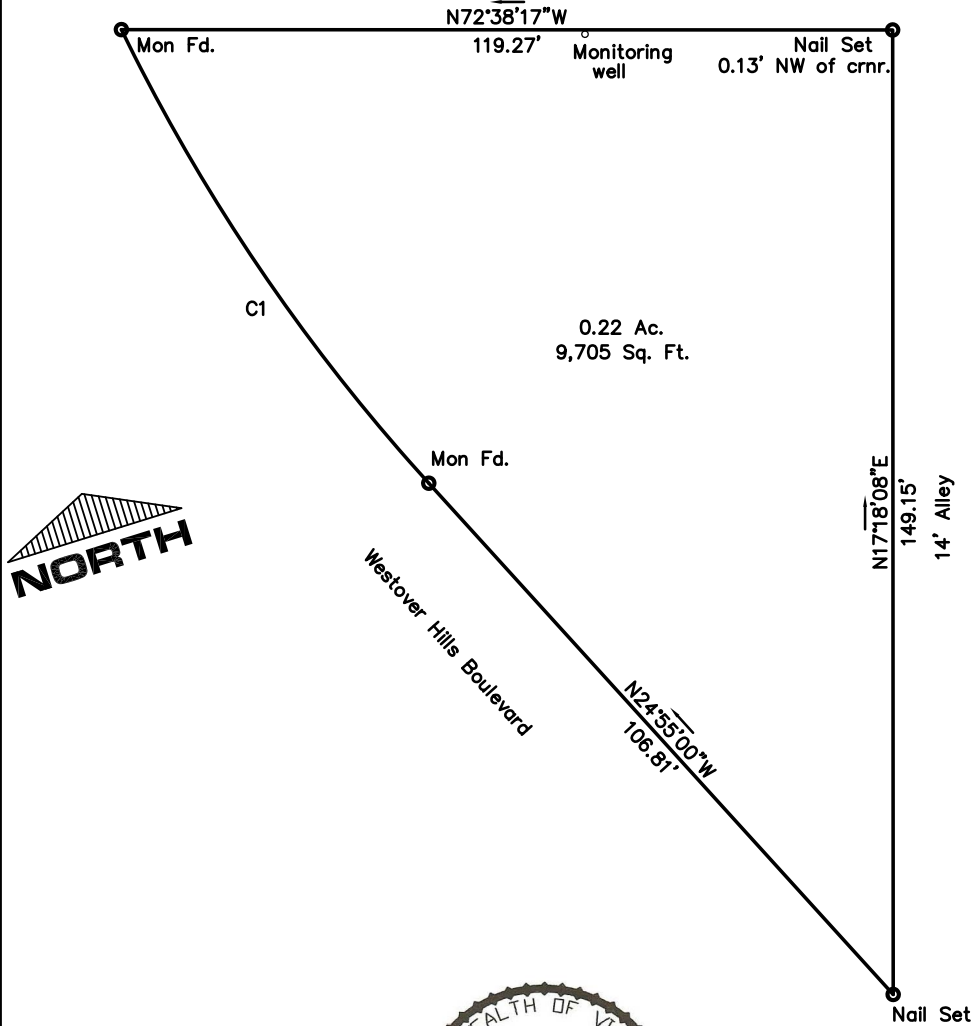 N72°38'17"W
119.27'
Mon Fd.
Monitoring
well
Nail Set
0.13' NW of crnr.
C1
0.22 Ac.
9,705 Sq. Ft.
Mon Fd.
N17°18'08"E
149.15'
14' Alley
NORTH
Westover Hills Boulevard
N24°55'00"W
106.81'
Nail Set
EALTH OF V